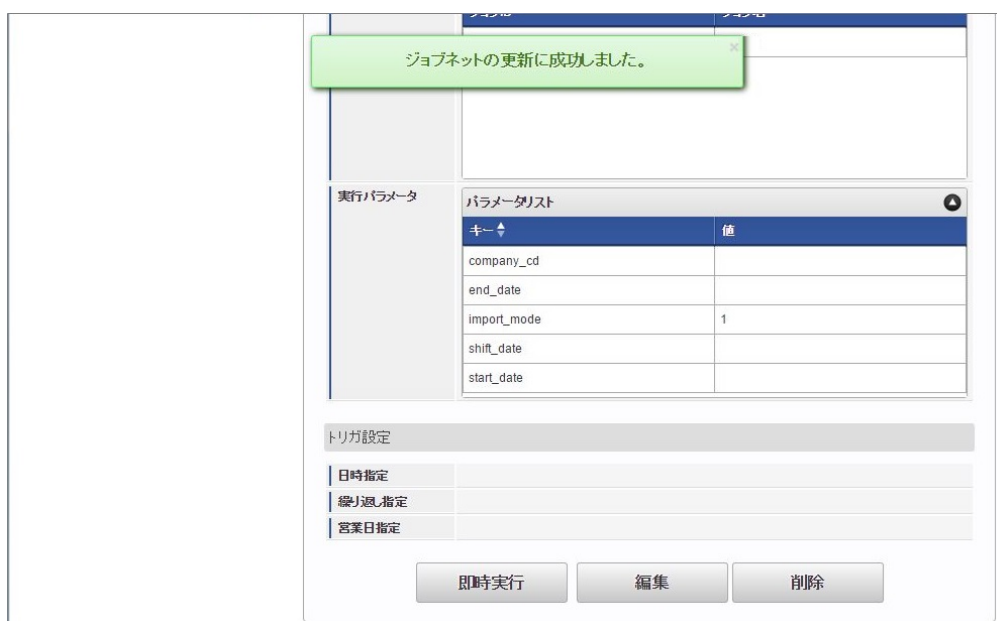 ジョブネットの更新に成功しました。
×
実行パラメータ
パラメータリスト
キー 値
company_cd
end_date
import_mode 1
shift_date
start_date
トリガ設定
日時指定
繰り返し指定
営業日指定
即時実行 編集 削除